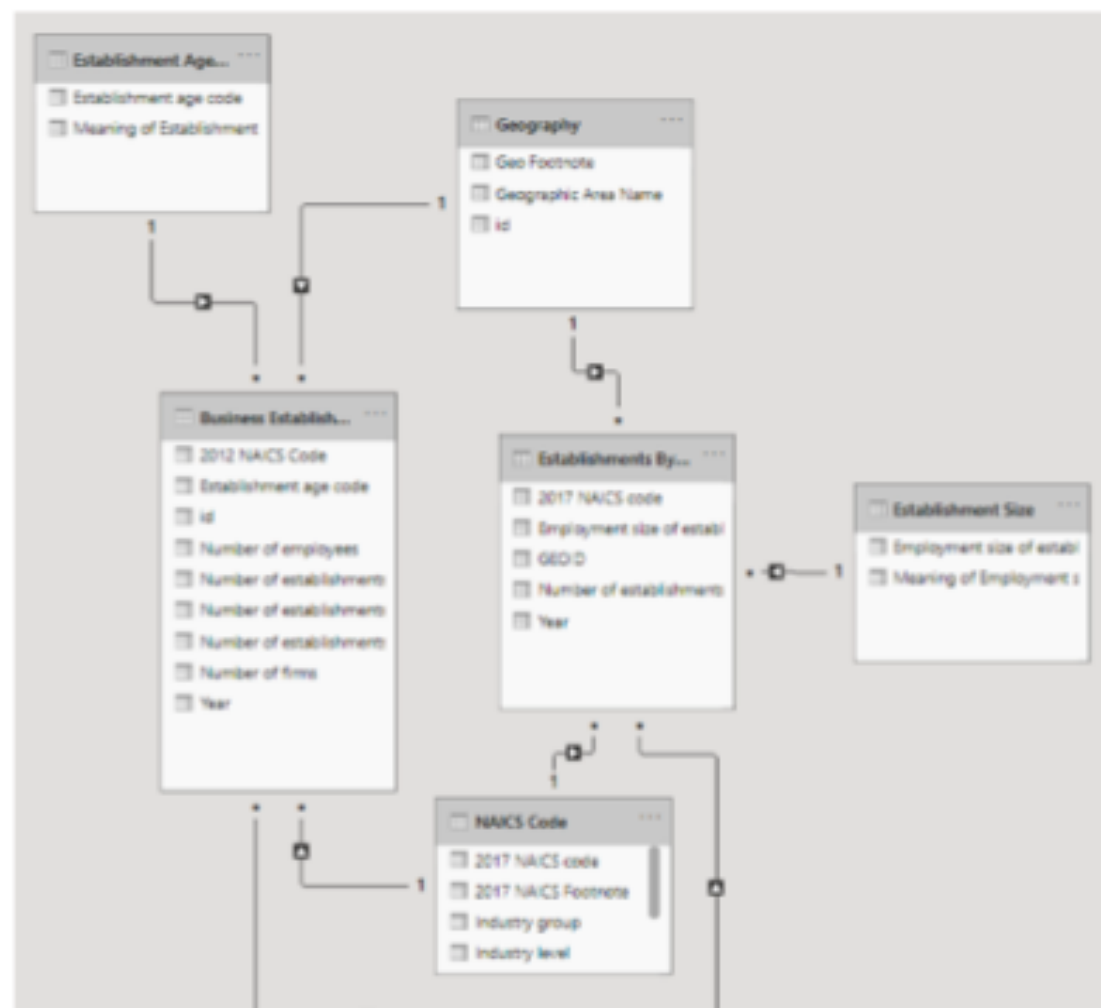 Establishment Age...
Establishment age code
Meaning of Establishment
Geography
Geo Footnote
Geographic Area Name
id
1
1
1
*
*
*
Business Establish...
2012 NAICS Code
Establishment age code
id
Number of employees
Number of establishments
Number of establishments
Number of establishments
Number of firms
Year
Establishments By...
2017 NAICS code
Employment size of establ
GEOID
Number of establishments
Year
Establishment Size
Employment size of establ
Meaning of Employment s
*
1
*
*
1
*
*
1
NAICS Code
2017 NAICS code
2017 NAICS Footnote
Industry group
Industry level